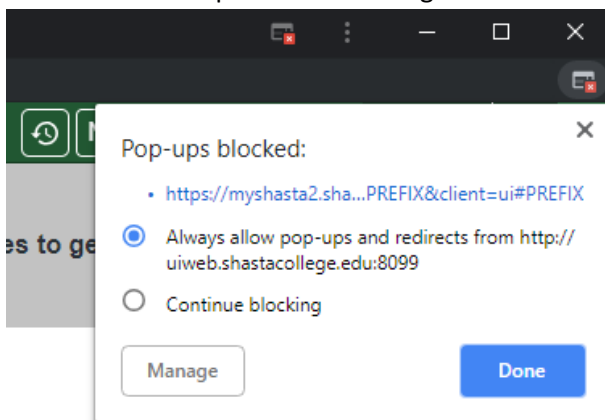 Pop-ups blocked:
• https://myshasta2.sha...PREFIX&client=ui#PREFIX
es to ge
Always allow pop-ups and redirects from http://
uiweb.shastacollege.edu:8099
Continue blocking
Manage
Done